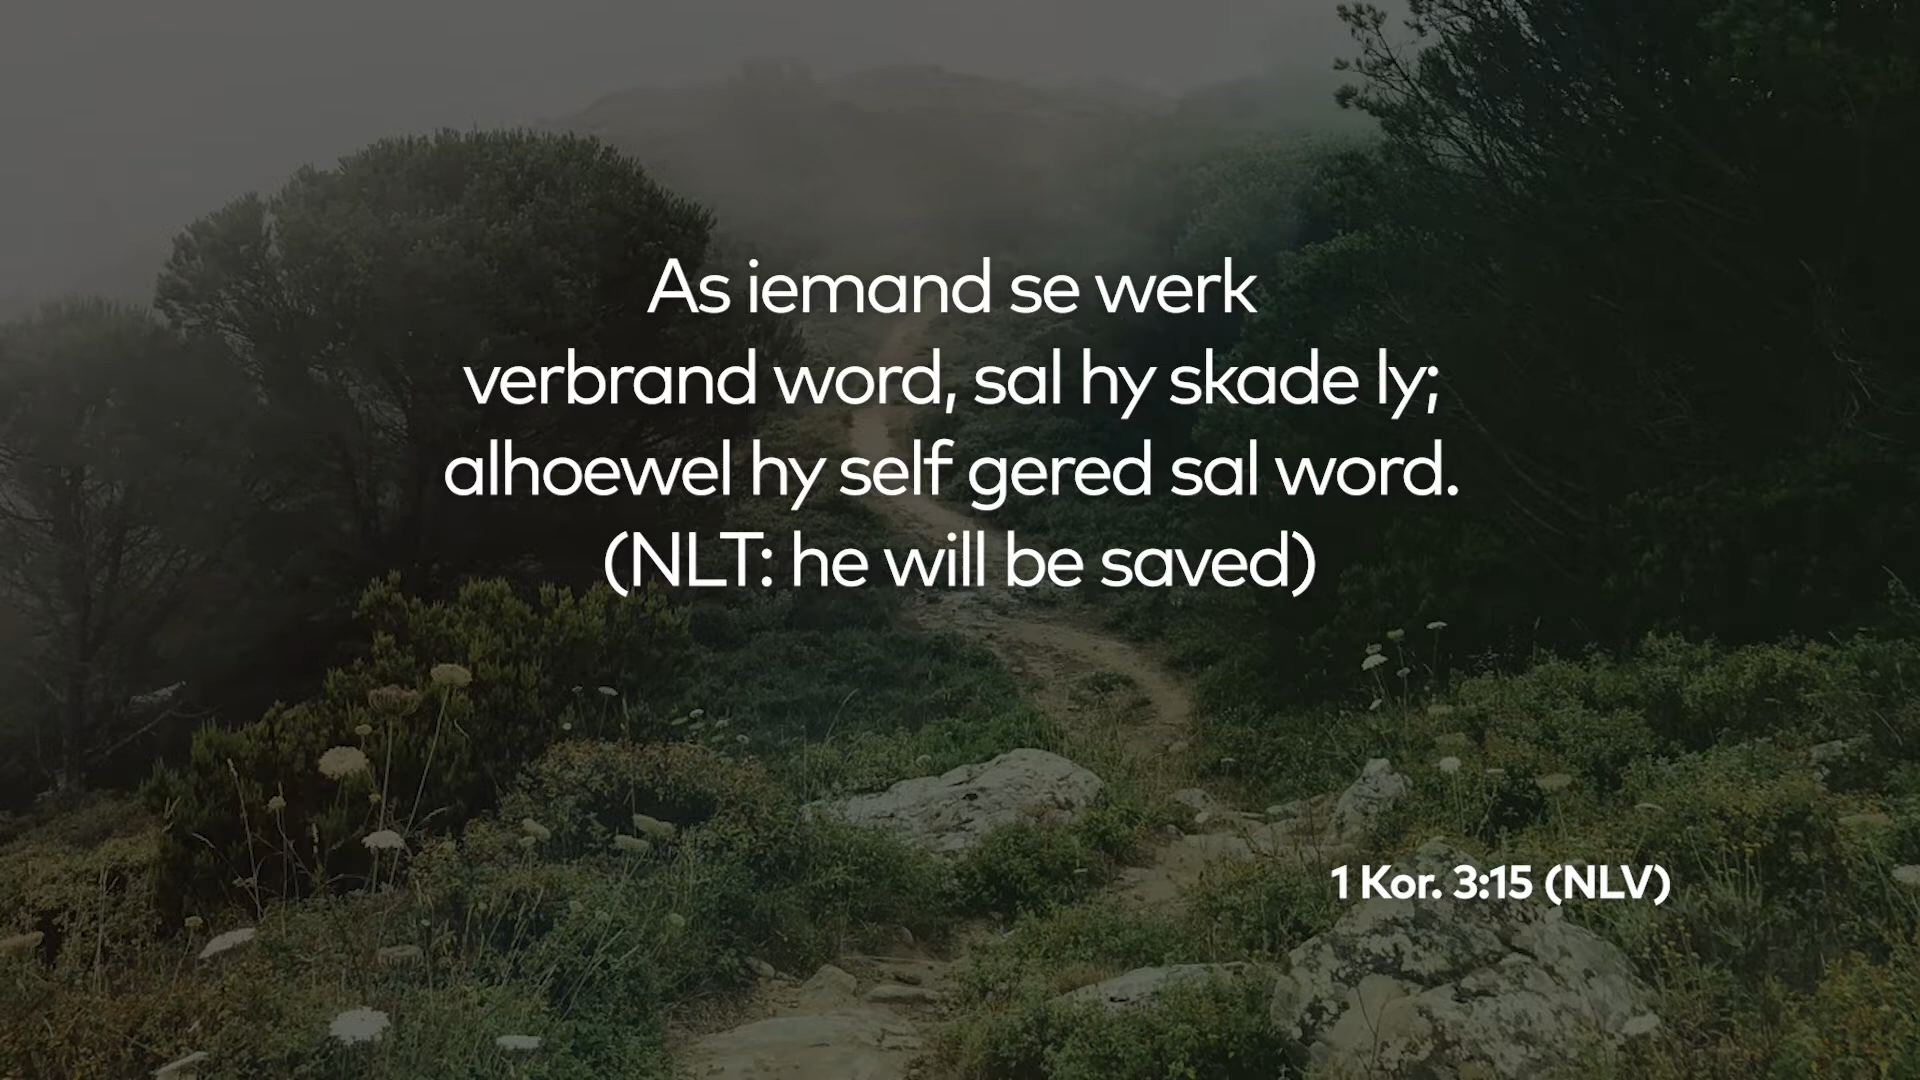 As iemand se werk
verbrand word, sal hy skade ly;
alhoewel hy self gered sal word.
(NLT: he will be saved)
1 Kor. 3:15 (NLV)